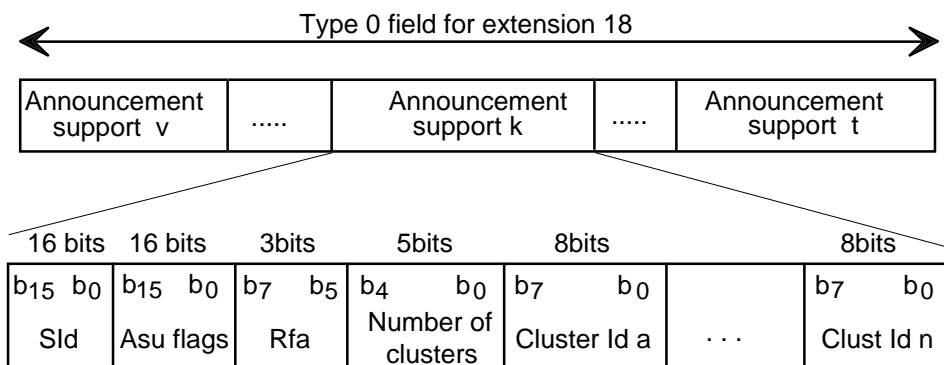 Type 0 field for extension 18
Announcement support v ..... Announcement support k ..... Announcement support t
16 bits 16 bits 3bits 5bits 8bits 8bits
b15 b0 b15 b0 b7 b5 b4 b0 b7 b0 b7 b0
SId Asu flags Rfa Number of clusters Cluster Id a . . . Clust Id n